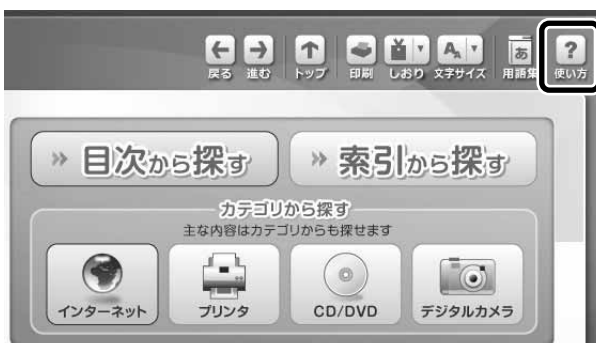 戻る 進む トップ 印刷 しおり 文字サイズ 用語集 使い方
目次から探す 索引から探す
カテゴリから探す
主な内容はカテゴリからも探せます
インターネット プリンタ CD/DVD デジタルカメラ